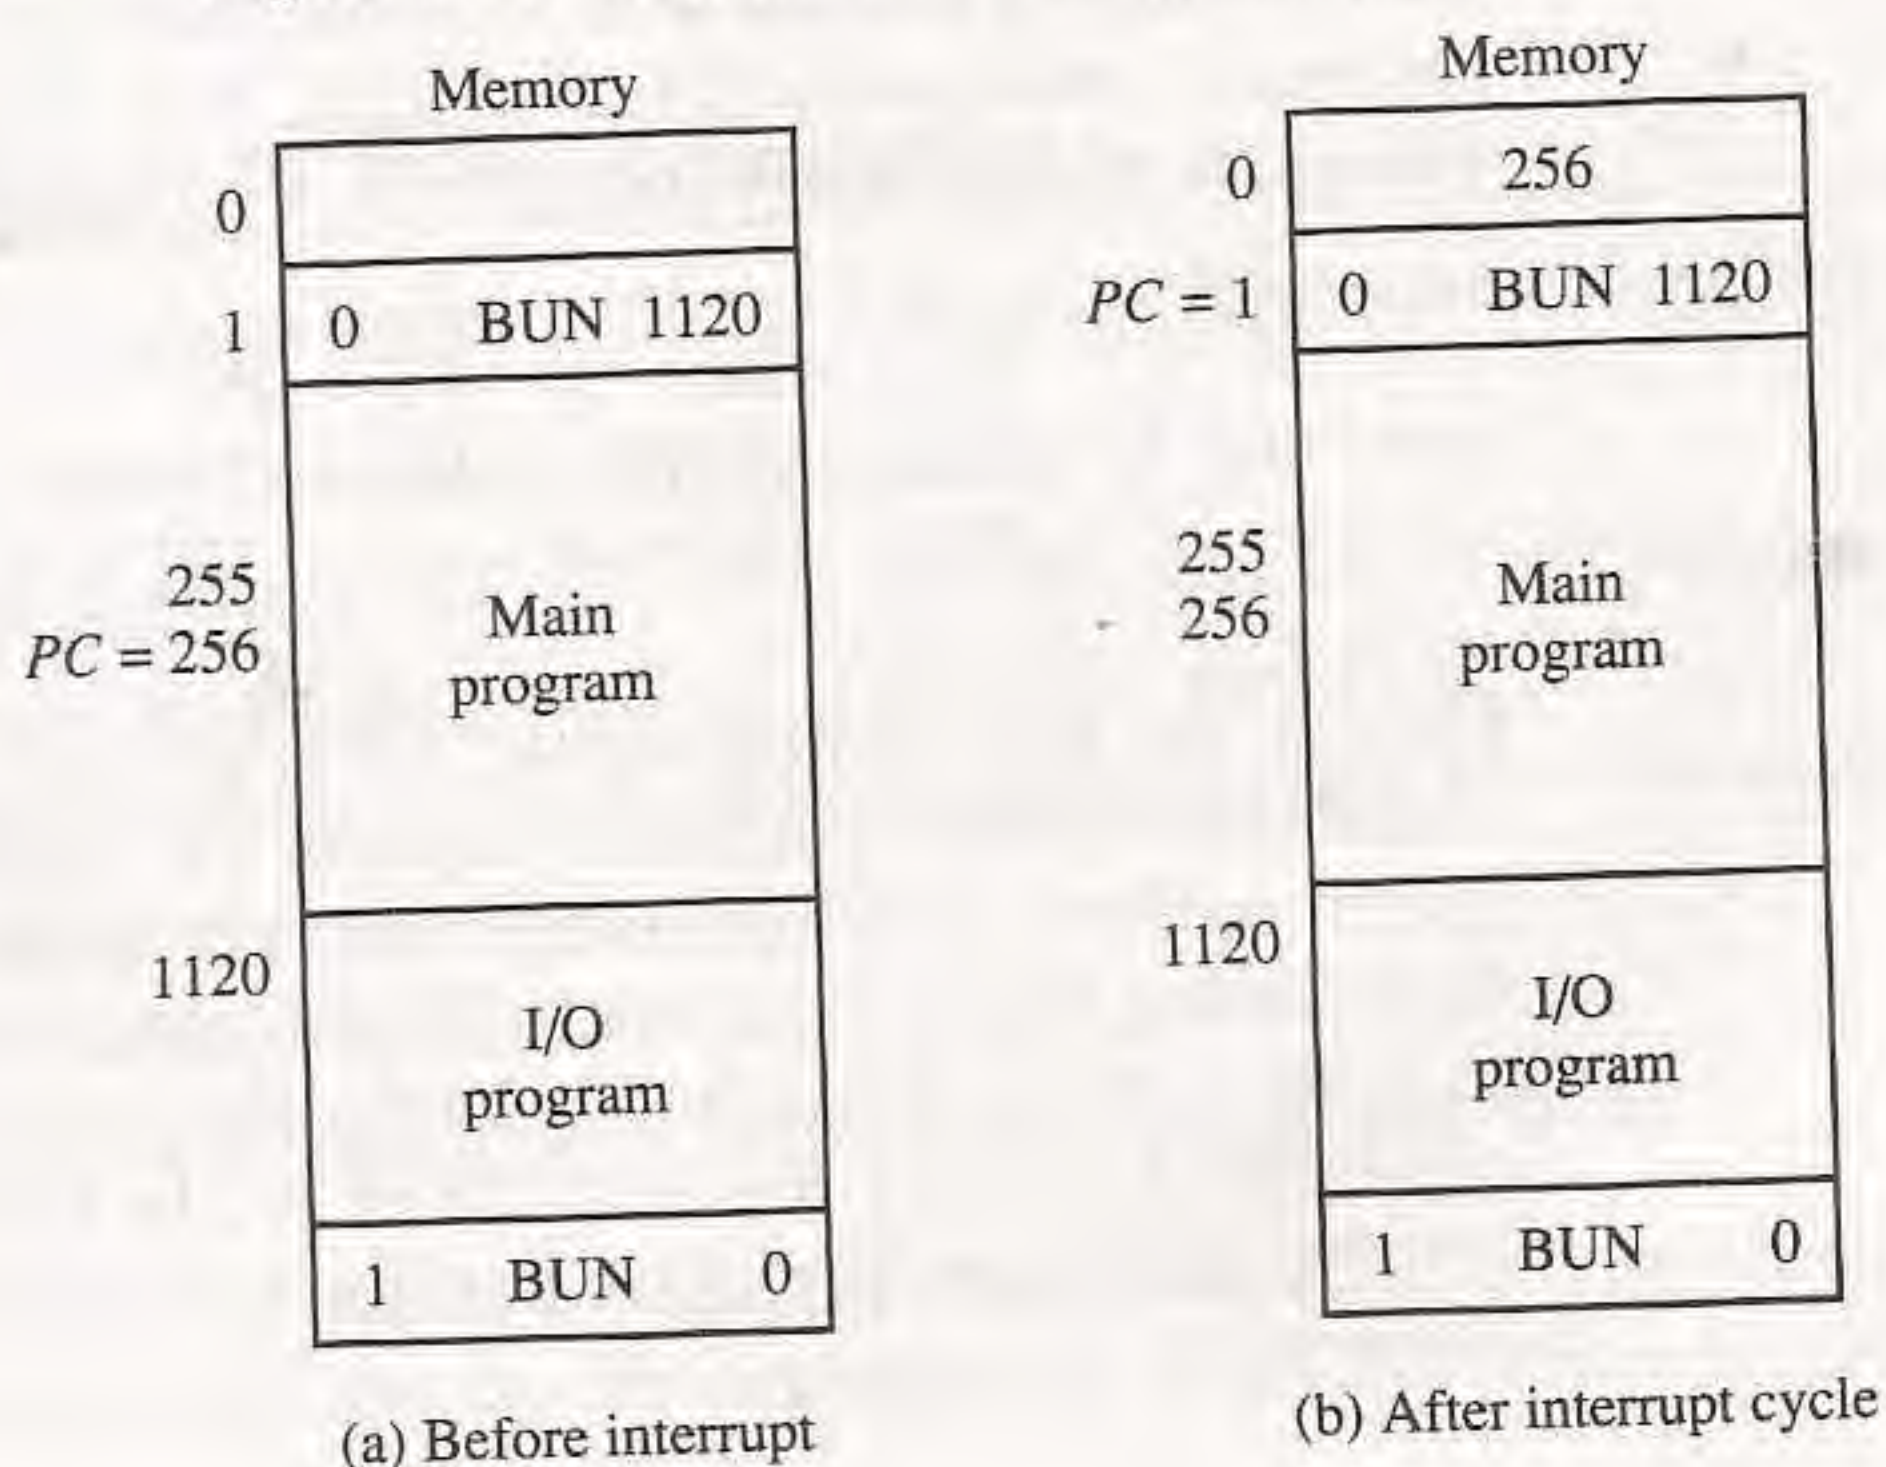 Memory
0
1 0 BUN 1120
255
PC = 256
Main
program
1120
I/O
program
1 BUN 0
(a) Before interrupt
Memory
0 256
PC = 1 0 BUN 1120
255
256
Main
program
1120
I/O
program
1 BUN 0
(b) After interrupt cycle